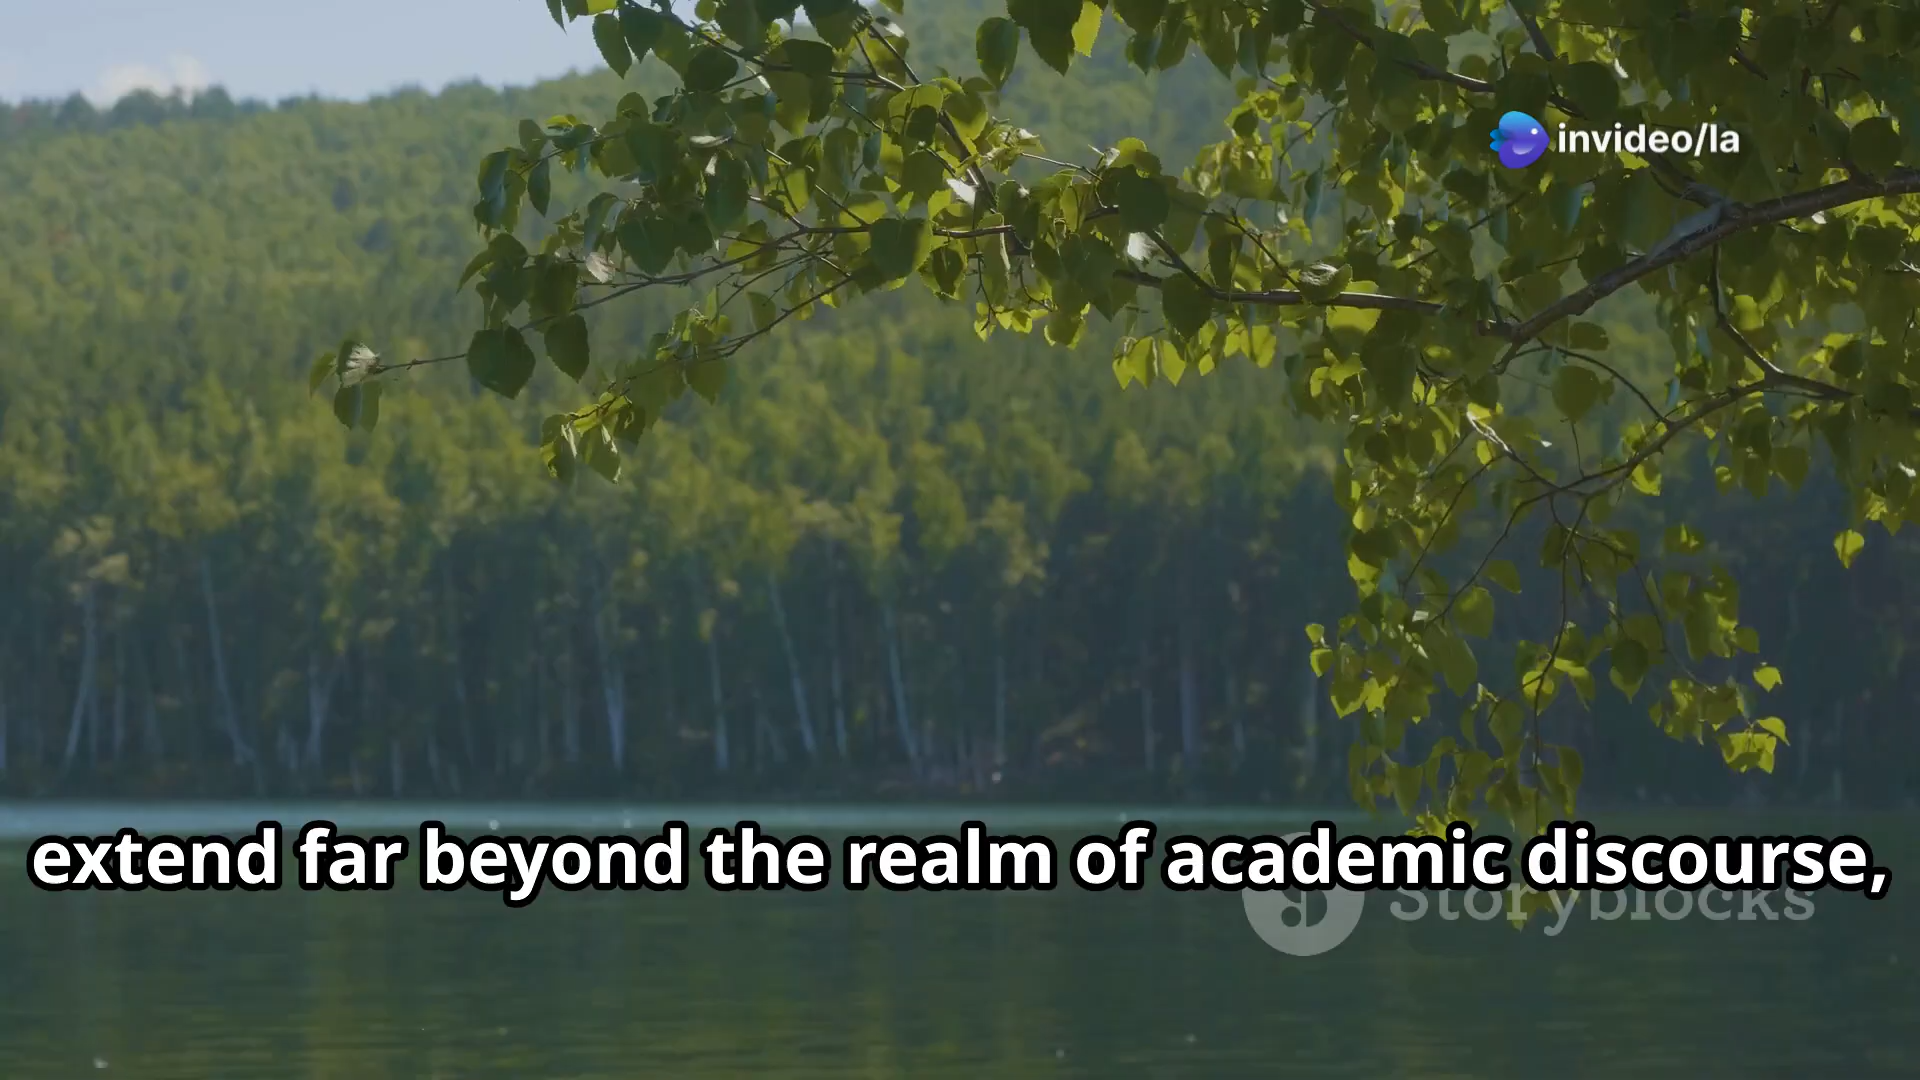 invideo/la
extend far beyond the realm of academic discourse,
Storyblocks